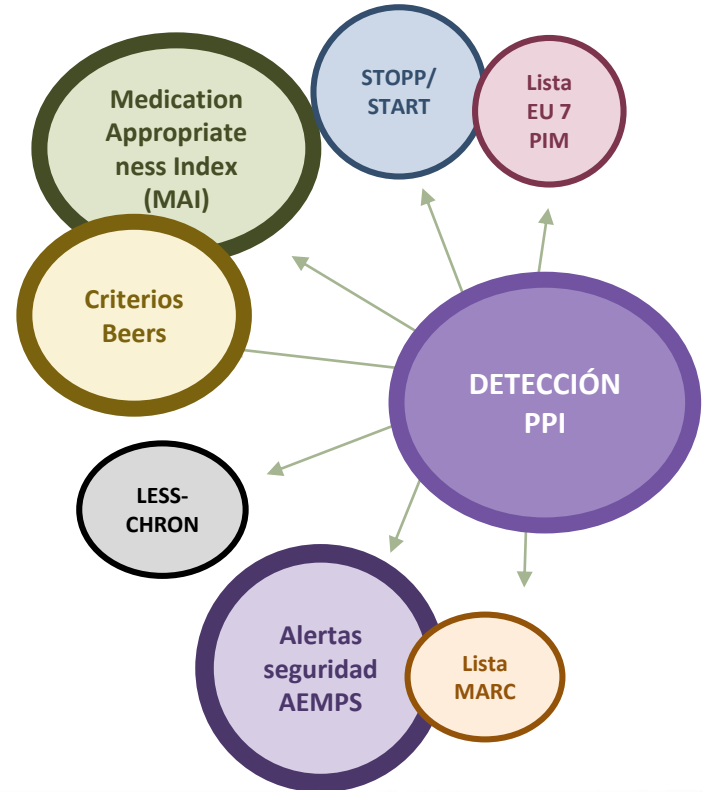 Medication
Appropriate
ness Index
(MAI)
STOPP/
START
Lista
EU 7
PIM
Criterios
Beers
DETECCIÓN
PPI
LESS-
CHRON
Alertas
seguridad
AEMPS
Lista
MARC